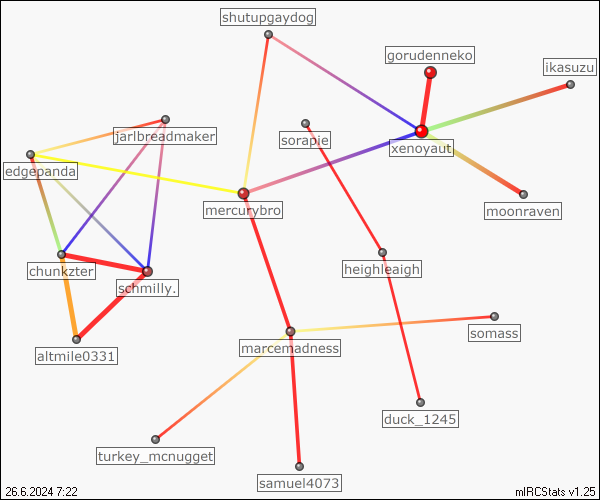 shutupgaydog
gorudenneko
ikasuzu
jarlbreadmaker
sorapie
xenoyaut
edgepanda
mercurybro
moonraven
chunkzter
heighleaigh
schmilly.
somass
marcemadness
altmile0331
duck_1245
turkey_mcnugget
samuel4073
26.6.2024 7:22
mIRCStats v1.25